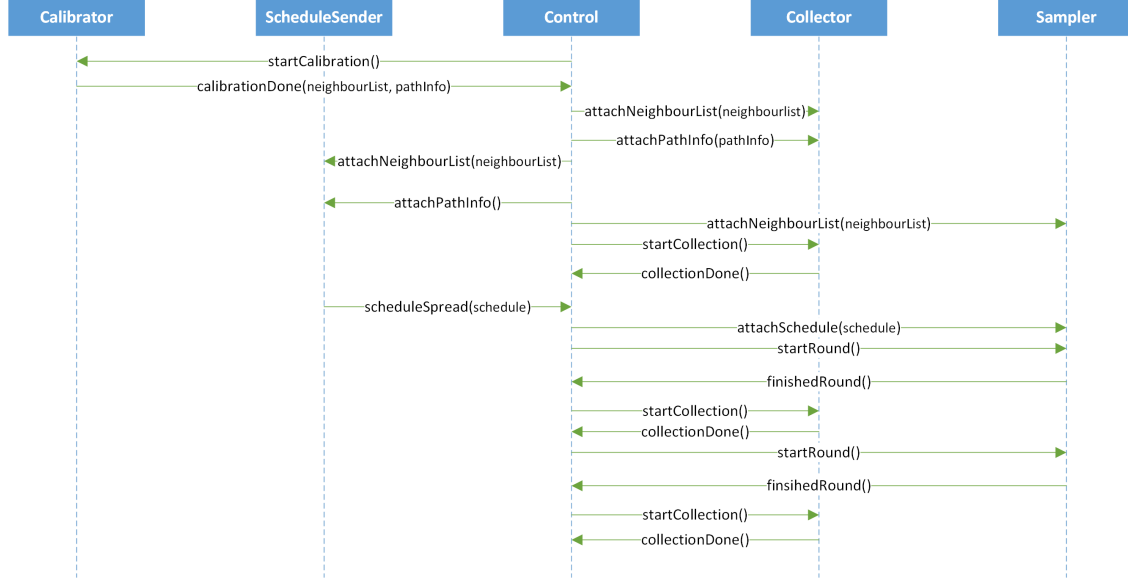 Calibrator
ScheduleSender
Control
Collector
Sampler
startCalibration()
calibrationDone(neighbourList, pathInfo)
attachNeighbourList(neighbourlist)
attachPathInfo(pathInfo)
attachNeighbourList(neighbourList)
attachPathInfo()
attachNeighbourList(neighbourList)
startCollection()
collectionDone()
scheduleSpread(schedule)
attachSchedule(schedule)
startRound()
finishedRound()
startCollection()
collectionDone()
startRound()
finsihedRound()
startCollection()
collectionDone()